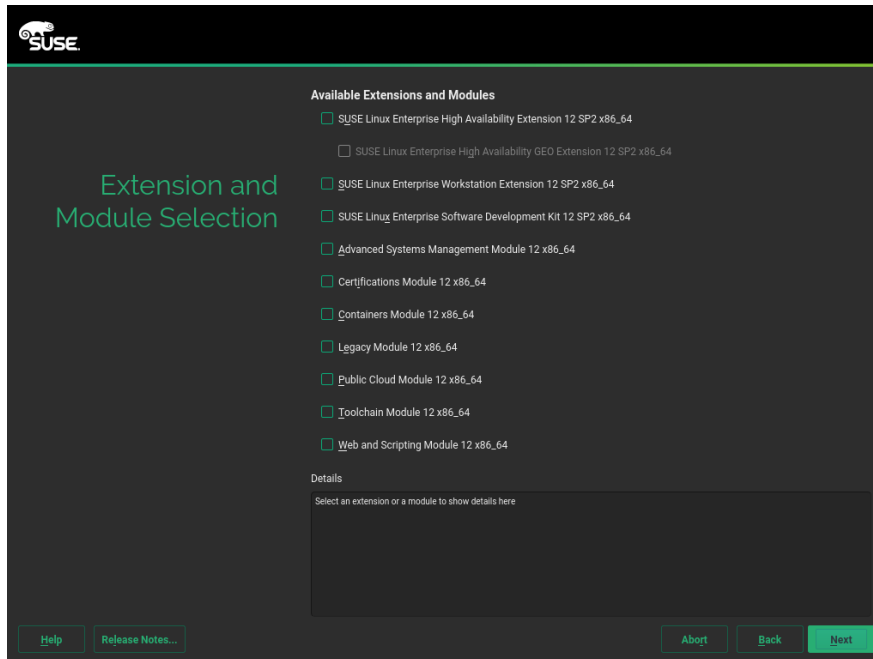 SUSE.
Extension and
Module Selection
Available Extensions and Modules
SUSE Linux Enterprise High Availability Extension 12 SP2 x86_64
SUSE Linux Enterprise High Availability GEO Extension 12 SP2 x86_64
SUSE Linux Enterprise Workstation Extension 12 SP2 x86_64
SUSE Linux Enterprise Software Development Kit 12 SP2 x86_64
Advanced Systems Management Module 12 x86_64
Certifications Module 12 x86_64
Containers Module 12 x86_64
Legacy Module 12 x86_64
Public Cloud Module 12 x86_64
Toolchain Module 12 x86_64
Web and Scripting Module 12 x86_64
Details
Select an extension or a module to show details here
Help Release Notes... Abort Back Next